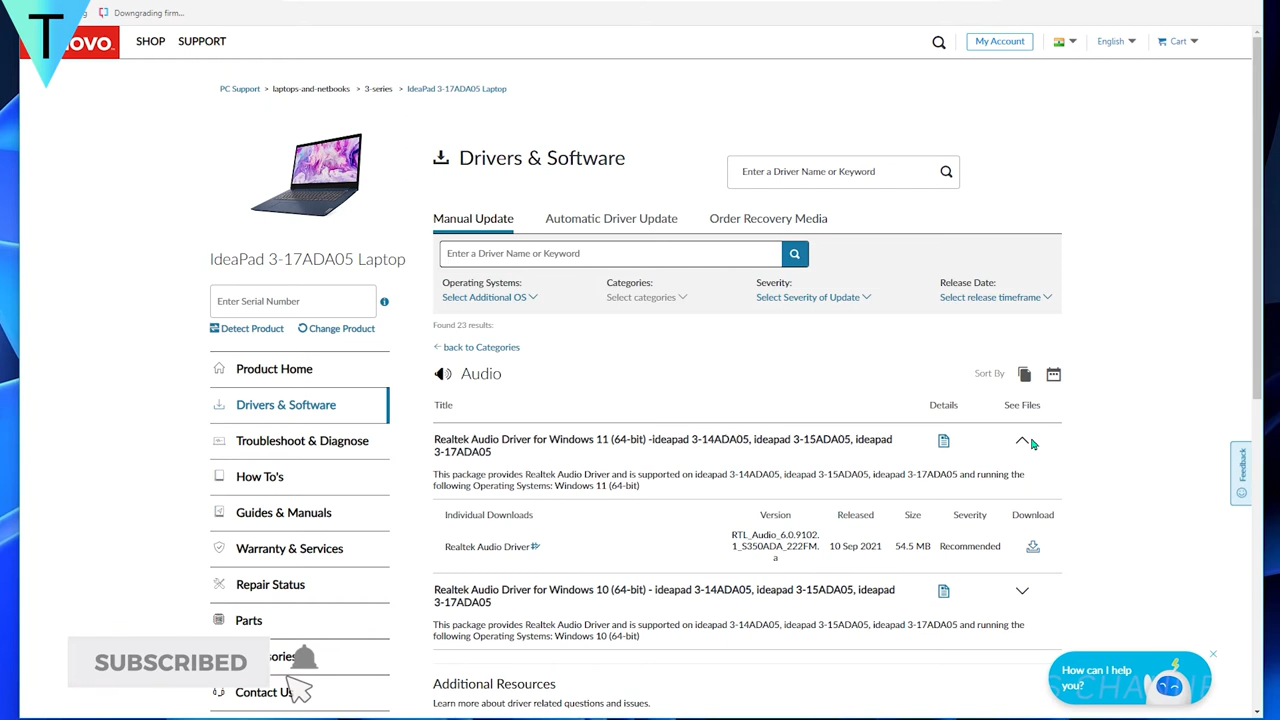 T
Downgrading firm...
ovo
SHOP
SUPPORT
My Account
English
Cart
PC Support > laptops-and-netbooks > 3-series > IdeaPad 3-17ADA05 Laptop
Drivers & Software
Enter a Driver Name or Keyword
Manual Update
Automatic Driver Update
Order Recovery Media
IdeaPad 3-17ADA05 Laptop
Enter a Driver Name or Keyword
Operating Systems:
Categories:
Severity:
Release Date:
Select Additional OS
Select categories
Select Severity of Update
Select release timeframe
Enter Serial Number
Detect Product
Change Product
Found 23 results:
back to Categories
Product Home
Drivers & Software
Troubleshoot & Diagnose
How To's
Guides & Manuals
Warranty & Services
Repair Status
Parts
Contact Us
Audio
Sort By
Title
Details
See Files
Realtek Audio Driver for Windows 11 (64-bit) -ideapad 3-14ADA05, ideapad 3-15ADA05, ideapad
3-17ADA05
This package provides Realtek Audio Driver and is supported on ideapad 3-14ADA05, ideapad 3-15ADA05, ideapad 3-17ADA05 and running the
following Operating Systems: Windows 11 (64-bit)
Individual Downloads
Version
Released
Size
Severity
Download
Realtek Audio Driver
RTL_Audio_6.0.9102.
1_S350ADA_222FM.
a
10 Sep 2021
54.5 MB
Recommended
Realtek Audio Driver for Windows 10 (64-bit) - ideapad 3-14ADA05, ideapad 3-15ADA05, ideapad
3-17ADA05
This package provides Realtek Audio Driver and is supported on ideapad 3-14ADA05, ideapad 3-15ADA05, ideapad 3-17ADA05 and running the
following Operating Systems: Windows 10 (64-bit)
Additional Resources
Learn more about driver related questions and issues.
Feedback
SUBSCRIBED
How can I help
you?